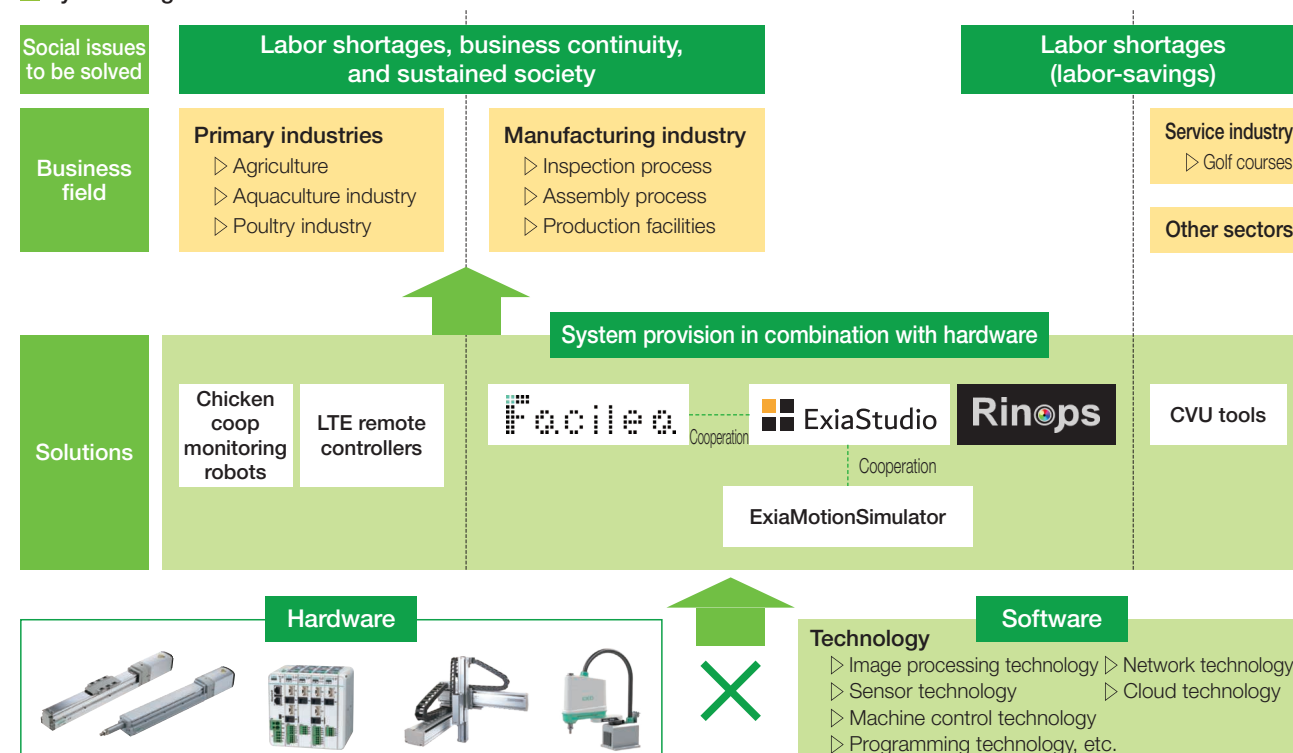 Social issues
to be solved
Labor shortages, business continuity,
and sustained society
Labor shortages
(labor-savings)
Business
field
Primary industries
▷ Agriculture
▷ Aquaculture industry
▷ Poultry industry
Manufacturing industry
▷ Inspection process
▷ Assembly process
▷ Production facilities
Service industry
▷ Golf courses
Other sectors
System provision in combination with hardware
Solutions
Chicken
coop
monitoring
robots
LTE remote
controllers
Facilea
Cooperation
ExiaStudio
Rinops
CVU tools
Cooperation
ExiaMotionSimulator
Hardware
Software
Technology
▷ Image processing technology ▷ Network technology
▷ Sensor technology ▷ Cloud technology
▷ Machine control technology
▷ Programming technology, etc.